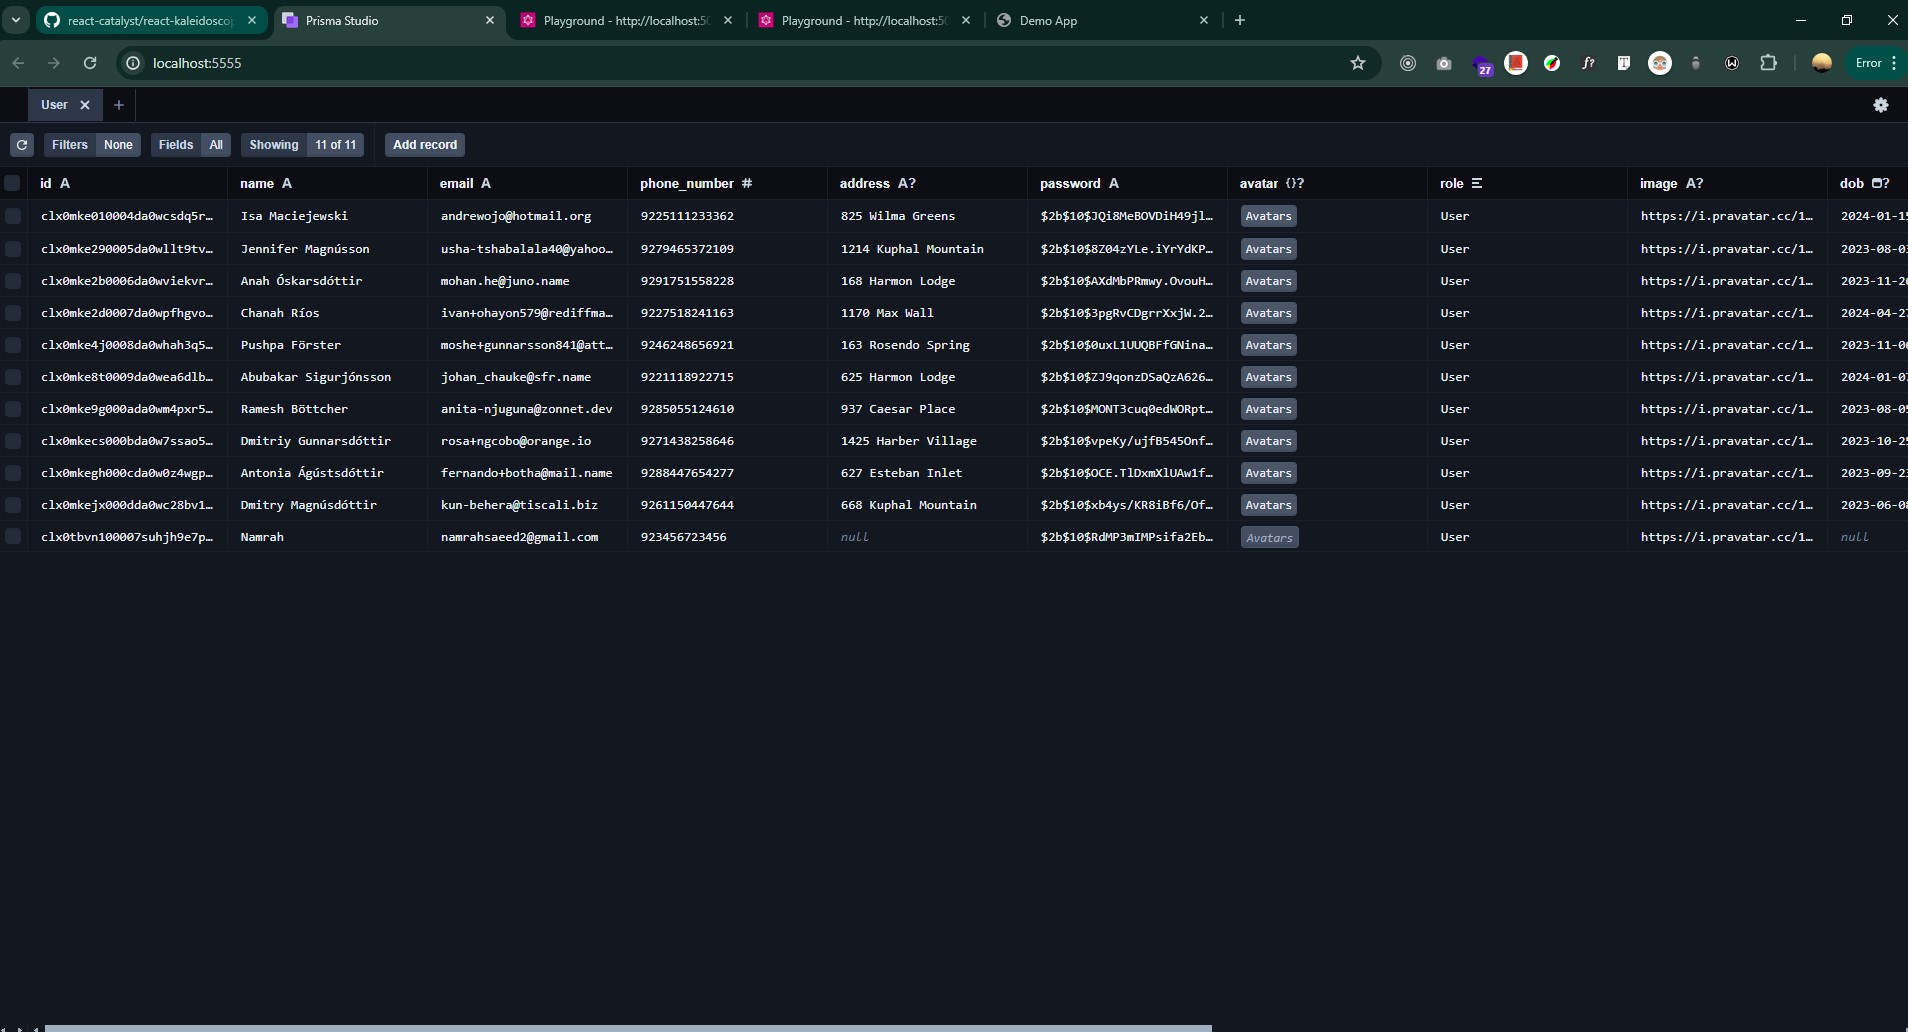 react-catalyst/react-kaleidoscop Prisma Studio Playground - http://localhost:50 Playground - http://localhost:50 Demo App
localhost:5555 27 f? T W Error
User
Filters None Fields All Showing 11 of 11 Add record
id A name A email A phone_number # address A? password A avatar {}? role image A? dob ?
clx0mke010004da0wcsdq5r… Isa Maciejewski andrewojo@hotmail.org 9225111233362 825 Wilma Greens $2b$10$JQi8MeBOVDiH49jl… Avatars User https://i.pravatar.cc/1… 2024-01-15
clx0mke290005da0wllt9tv… Jennifer Magnússon usha-tshabalala40@yahoo… 9279465372109 1214 Kuphal Mountain $2b$10$8Z04zYLe.iYrYdKP… Avatars User https://i.pravatar.cc/1… 2023-08-03
clx0mke2b0006da0wviekvr… Anah Óskarsdóttir mohan.he@juno.name 9291751558228 168 Harmon Lodge $2b$10$AXdMbPRmwy.OvouH… Avatars User https://i.pravatar.cc/1… 2023-11-26
clx0mke2d0007da0wpfhgvo… Chanah Ríos ivan+ohayon579@rediffma… 9227518241163 1170 Max Wall $2b$10$3pgRvCDgrrXxjW.2… Avatars User https://i.pravatar.cc/1… 2024-04-27
clx0mke4j0008da0whah3q5… Pushpa Förster moshe+gunnarsson841@att… 9246248656921 163 Rosendo Spring $2b$10$0uxL1UUQBFfGNina… Avatars User https://i.pravatar.cc/1… 2023-11-06
clx0mke8t0009da0wea6dlb… Abubakar Sigurjónsson johan_chauke@sfr.name 9221118922715 625 Harmon Lodge $2b$10$ZJ9qonzDSaQzA626… Avatars User https://i.pravatar.cc/1… 2024-01-07
clx0mke9g000ada0wm4pxr5… Ramesh Böttcher anita-njuguna@zonnet.dev 9285055124610 937 Caesar Place $2b$10$MONT3cuq0edWORpt… Avatars User https://i.pravatar.cc/1… 2023-08-05
clx0mkecs000bda0w7ssao5… Dmitriy Gunnarsdóttir rosa+ngcobo@orange.io 9271438258646 1425 Harber Village $2b$10$vpeKy/ujfB545Onf… Avatars User https://i.pravatar.cc/1… 2023-10-25
clx0mkegh000cda0w0z4wgp… Antonia Ágústsdóttir fernando+botha@mail.name 9288447654277 627 Esteban Inlet $2b$10$OCE.TlDxmXlUAw1f… Avatars User https://i.pravatar.cc/1… 2023-09-23
clx0mkejx000dda0wc28bv1… Dmitry Magnúsdóttir kun-behera@tiscali.biz 9261150447644 668 Kuphal Mountain $2b$10$xb4ys/KR8iBf6/Of… Avatars User https://i.pravatar.cc/1… 2023-06-08
clx0tbvn100007suhjh9e7p… Namrah namrahsaeed2@gmail.com 923456723456 null $2b$10$RdMP3mIMPsifa2Eb… Avatars User https://i.pravatar.cc/1… null